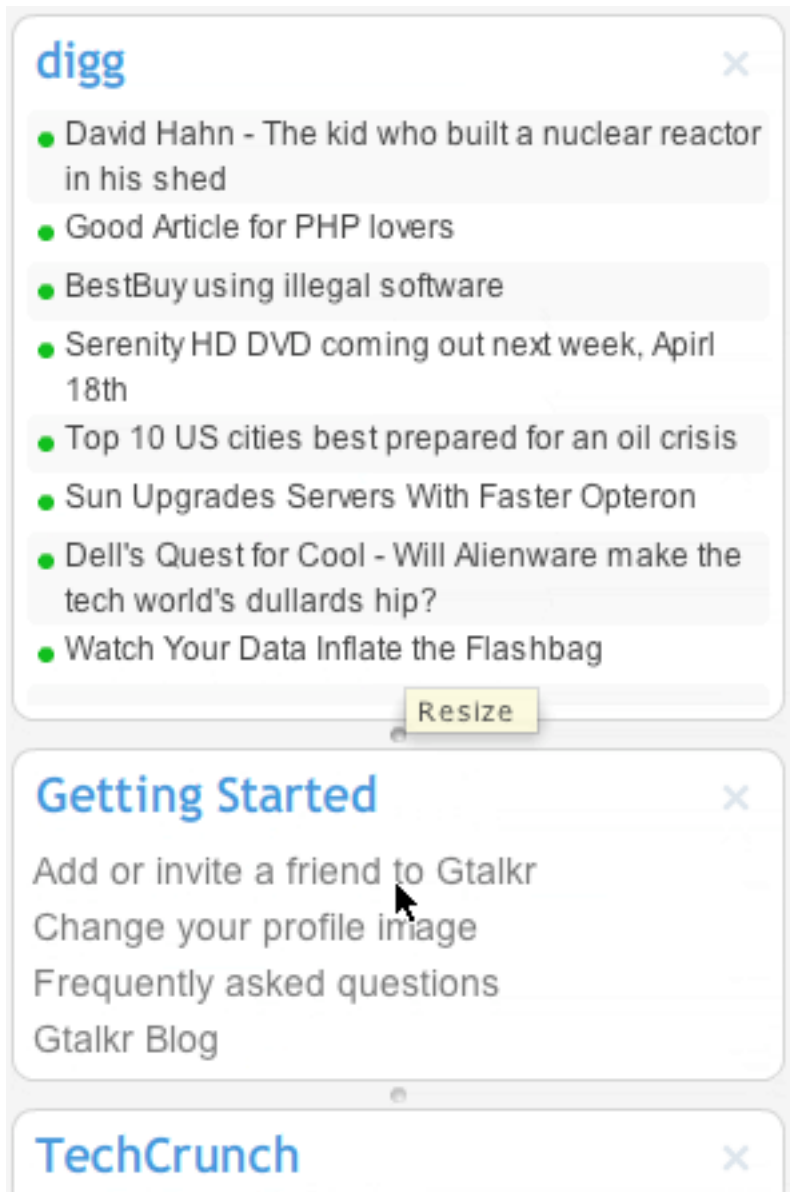 digg
David Hahn - The kid who built a nuclear reactor
in his shed
Good Article for PHP lovers
BestBuy using illegal software
Serenity HD DVD coming out next week, Apirl
18th
Top 10 US cities best prepared for an oil crisis
Sun Upgrades Servers With Faster Opteron
Dell's Quest for Cool - Will Alienware make the
tech world's dullards hip?
Watch Your Data Inflate the Flashbag
Resize
Getting Started
Add or invite a friend to Gtalkr
Change your profile image
Frequently asked questions
Gtalkr Blog
TechCrunch